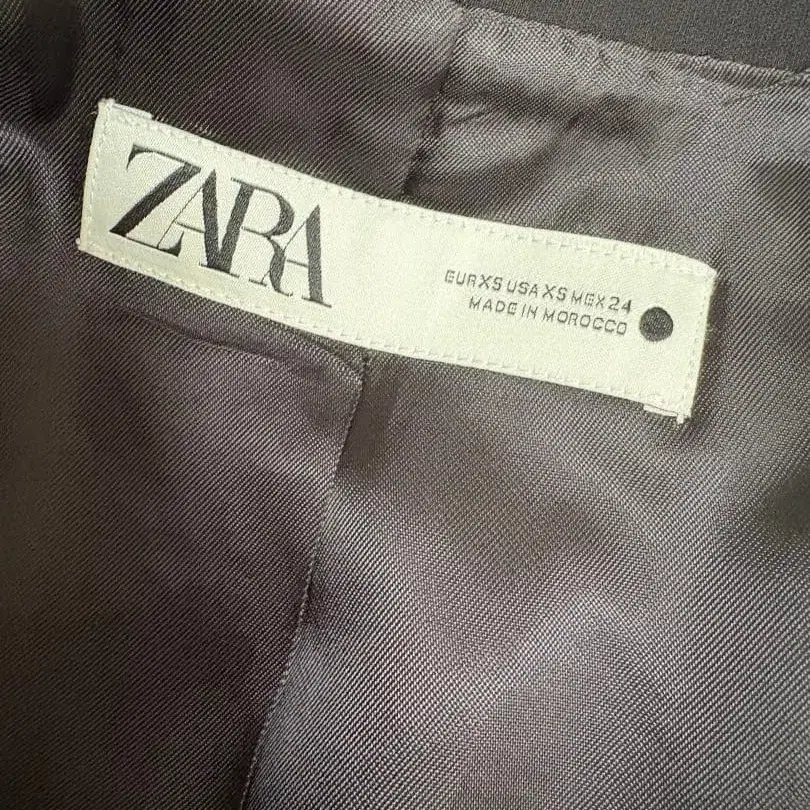 ZARA
EUR XS USA XS MEX 24
MADE IN MOROCCO